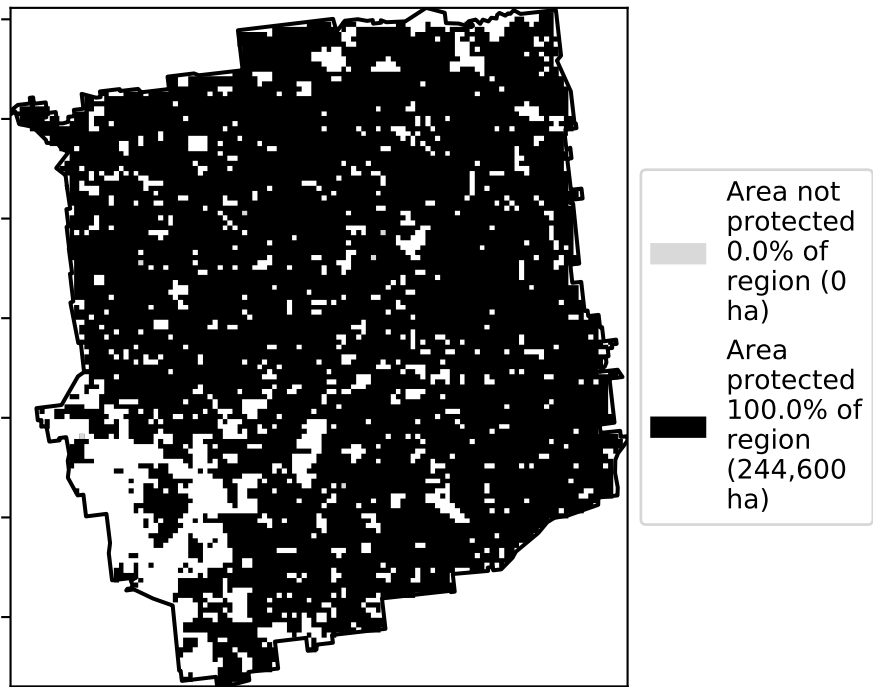 Area not
protected
0.0% of
region (0
ha)
Area
protected
100.0% of
region
(244,600
ha)